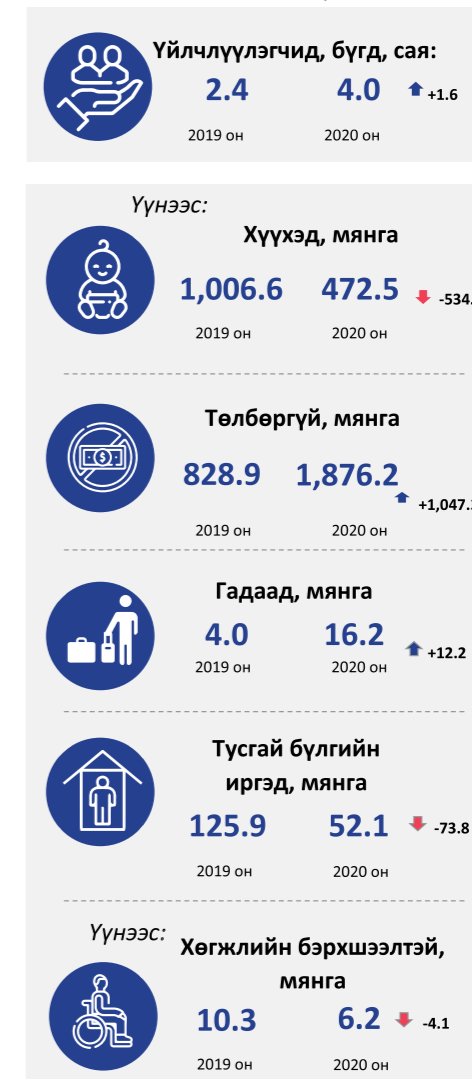 Үйлчлүүлэгчид, бүгд, сая:
2.4 4.0 +1.6
2019 он 2020 он
Үүнээс:
Хүүхэд, мянга
1,006.6 472.5 -534.
2019 он 2020 он
Төлбөргүй, мянга
828.9 1,876.2
+1,047.
2019 он 2020 он
Гадаад, мянга
4.0 16.2 +12.2
2019 он 2020 он
Тусгай бүлгийн
иргэд, мянга
125.9 52.1 -73.8
2019 он 2020 он
Үүнээс:
Хөгжлийн бэрхшээлтэй,
мянга
10.3 6.2 -4.1
2019 он 2020 он